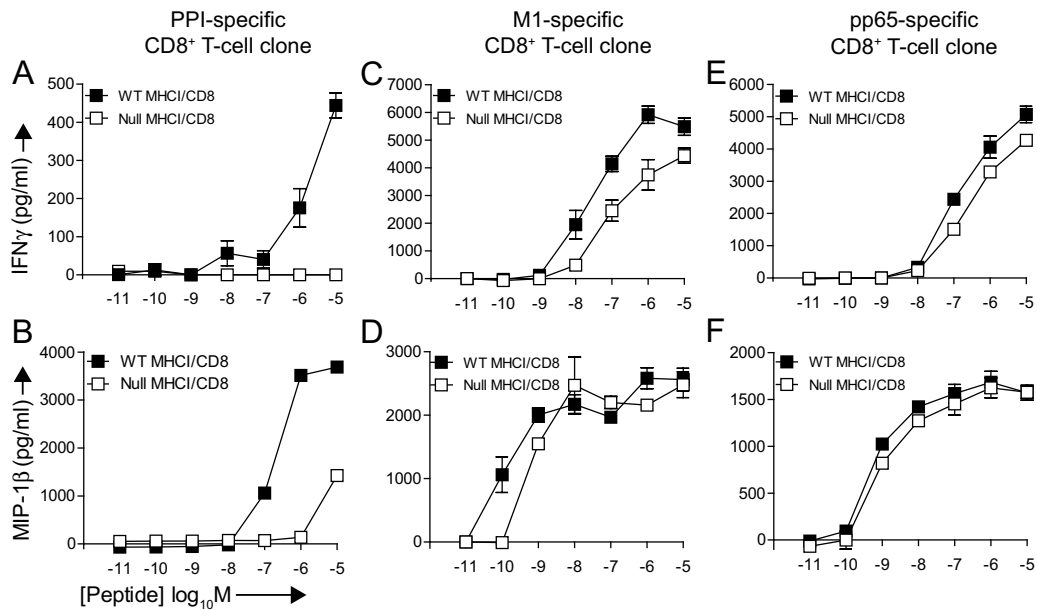 PPI-specific
CD8⁺ T-cell clone
M1-specific
CD8⁺ T-cell clone
pp65-specific
CD8⁺ T-cell clone
A
500
400
300
200
100
0
WT MHCI/CD8
Null MHCI/CD8
-11 -10 -9 -8 -7 -6 -5
IFNγ (pg/ml)
C
7000
6000
5000
4000
3000
2000
1000
0
WT MHCI/CD8
Null MHCI/CD8
-11 -10 -9 -8 -7 -6 -5
E
6000
5000
4000
3000
2000
1000
0
WT MHCI/CD8
Null MHCI/CD8
-11 -10 -9 -8 -7 -6 -5
B
4000
3000
2000
1000
0
WT MHCI/CD8
Null MHCI/CD8
-11 -10 -9 -8 -7 -6 -5
MIP-1β (pg/ml)
[Peptide] log₁₀M
D
3000
2000
1000
0
WT MHCI/CD8
Null MHCI/CD8
-11 -10 -9 -8 -7 -6 -5
F
2000
1500
1000
500
0
WT MHCI/CD8
Null MHCI/CD8
-11 -10 -9 -8 -7 -6 -5